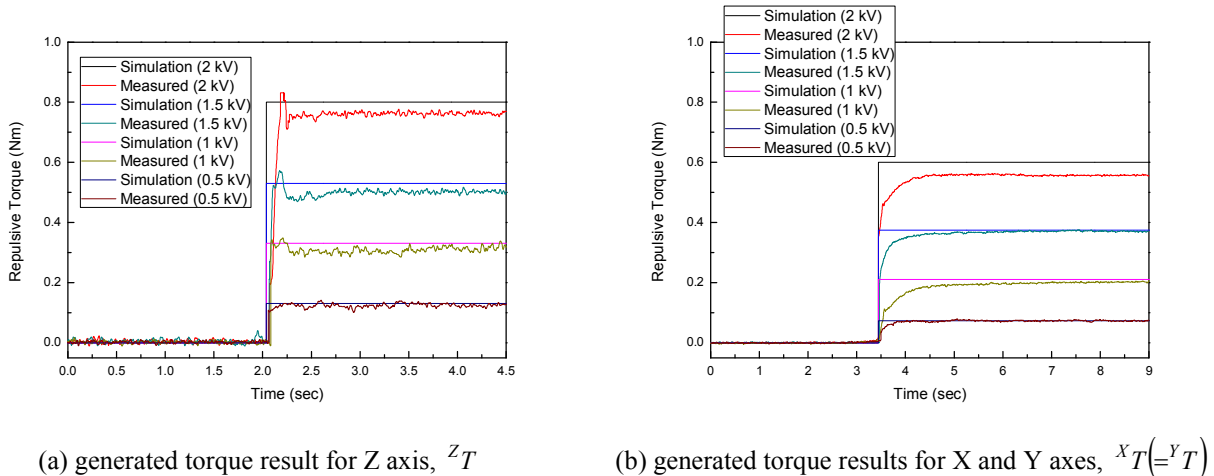 Simulation (2 kV)
Measured (2 kV)
Simulation (1.5 kV)
Measured (1.5 kV)
Simulation (1 kV)
Measured (1 kV)
Simulation (0.5 kV)
Measured (0.5 kV)
1.0
0.8
0.6
0.4
0.2
0.0
Repulsive Torque (Nm)
0.0 0.5 1.0 1.5 2.0 2.5 3.0 3.5 4.0 4.5
Time (sec)
(a) generated torque result for Z axis, ᶻT
Simulation (2 kV)
Measured (2 kV)
Simulation (1.5 kV)
Measured (1.5 kV)
Simulation (1 kV)
Measured (1 kV)
Simulation (0.5 kV)
Measured (0.5 kV)
1.0
0.8
0.6
0.4
0.2
0.0
Repulsive Torque (Nm)
0 1 2 3 4 5 6 7 8 9
Time (sec)
(b) generated torque results for X and Y axes, ˣT(=ʸT)